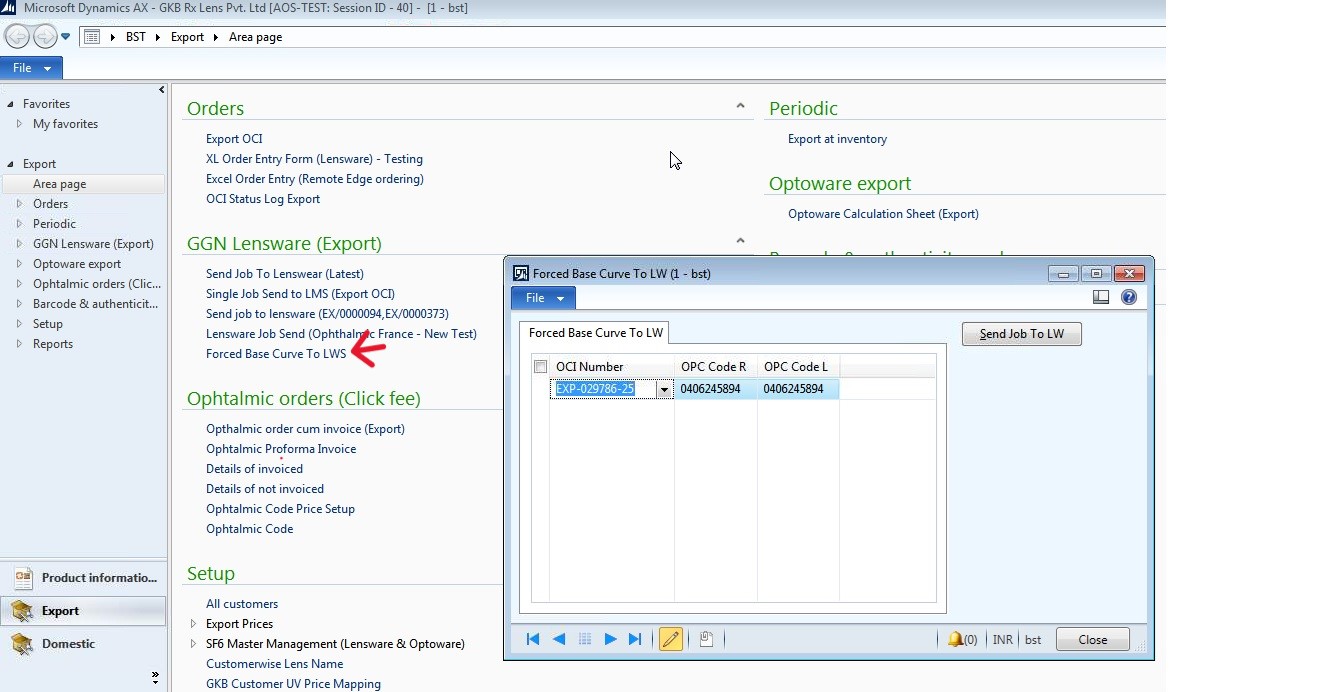 Microsoft Dynamics AX - GKB Rx Lens Pvt. Ltd [AOS-TEST: Session ID - 40] - [1 - bst]
BST Export Area page
File
Favorites
My favorites
Export
Area page
Orders
Periodic
GGN Lensware (Export)
Optoware export
Ophtalmic orders (Clic...
Barcode & authenticit...
Setup
Reports
Product informatio...
Export
Domestic
Orders
Export OCI
XL Order Entry Form (Lensware) - Testing
Excel Order Entry (Remote Edge ordering)
OCI Status Log Export
GGN Lensware (Export)
Send Job To Lenswear (Latest)
Single Job Send to LMS (Export OCI)
Send job to lensware (EX/0000094,EX/0000373)
Lensware Job Send (Ophthalmic France - New Test)
Forced Base Curve To LWS
Ophtalmic orders (Click fee)
Opthalmic order cum invoice (Export)
Ophtalmic Proforma Invoice
Details of invoiced
Details of not invoiced
Ophtalmic Code Price Setup
Ophtalmic Code
Setup
All customers
Export Prices
SF6 Master Management (Lensware & Optoware)
Customerwise Lens Name
GKB Customer UV Price Mapping
Periodic
Export at inventory
Optoware export
Optoware Calculation Sheet (Export)
Forced Base Curve To LW (1 - bst)
File
Forced Base Curve To LW
Send Job To LW
OCI Number OPC Code R OPC Code L
EXP-029786-25 0406245894 0406245894
(0) INR bst Close